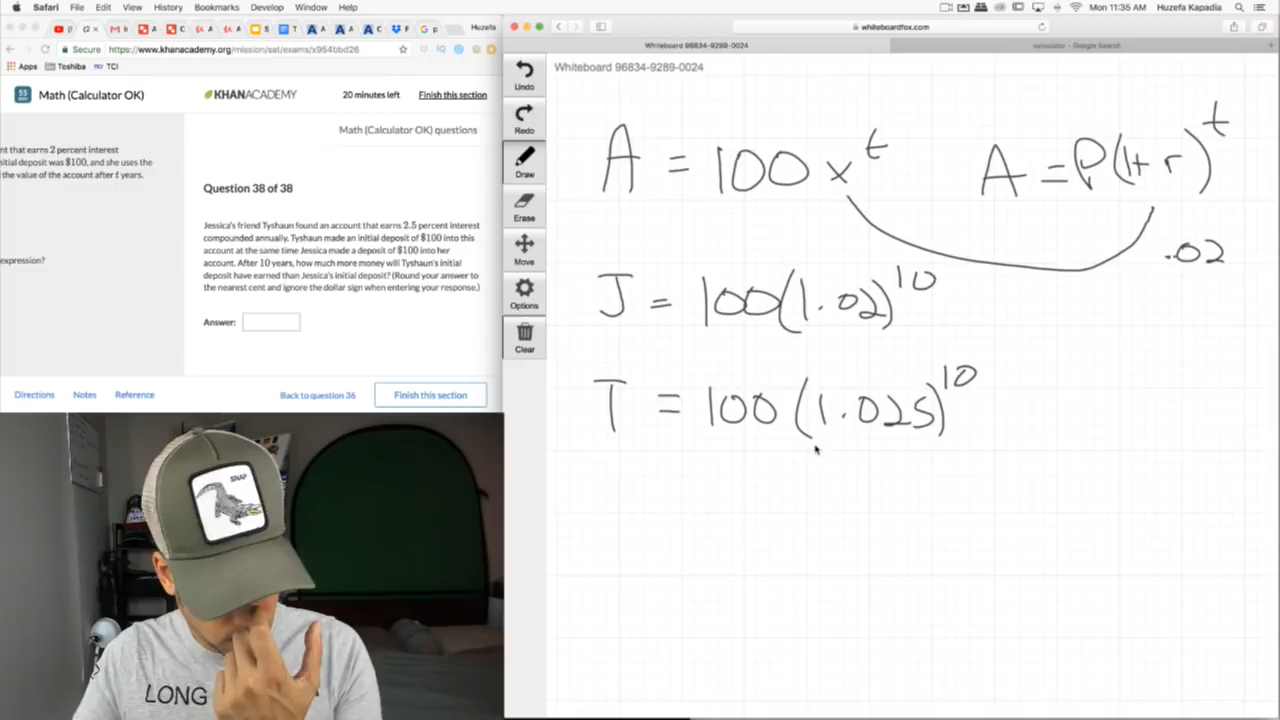 Safari File Edit View History Bookmarks Develop Window Help
Mon 11:35 AM Huzefa Kapadia
Huzefa
Secure https://www.khanacademy.org/mission/sat/exams/x954bbd26
Apps Toshiba TCI
whiteboardfox.com
Whiteboard 96834-9289-0024
calculator - Google Search
Math (Calculator OK)
KHANACADEMY
20 minutes left
Finish this section
Math (Calculator OK) questions
nt that earns 2 percent interest
nitial deposit was $100, and she uses
the value of the account after t years.
expression?
Question 38 of 38
Jessica's friend Tyshaun found an account that earns 2.5 percent interest
compounded annually. Tyshaun made an initial deposit of $100 into this
account at the same time Jessica made a deposit of $100 into her
account. After 10 years, how much more money will Tyshaun's initial
deposit have earned than Jessica's initial deposit? (Round your answer to
the nearest cent and ignore the dollar sign when entering your response.)
Answer:
Directions Notes Reference
Back to question 36
Finish this section
Whiteboard 96834-9289-0024
Undo
Redo
Draw
Erase
Move
Options
Clear
A = 100 x^t
A = P(1+r)^t
.02
J = 100(1.02)^10
T = 100(1.025)^10
SNAP
LONG